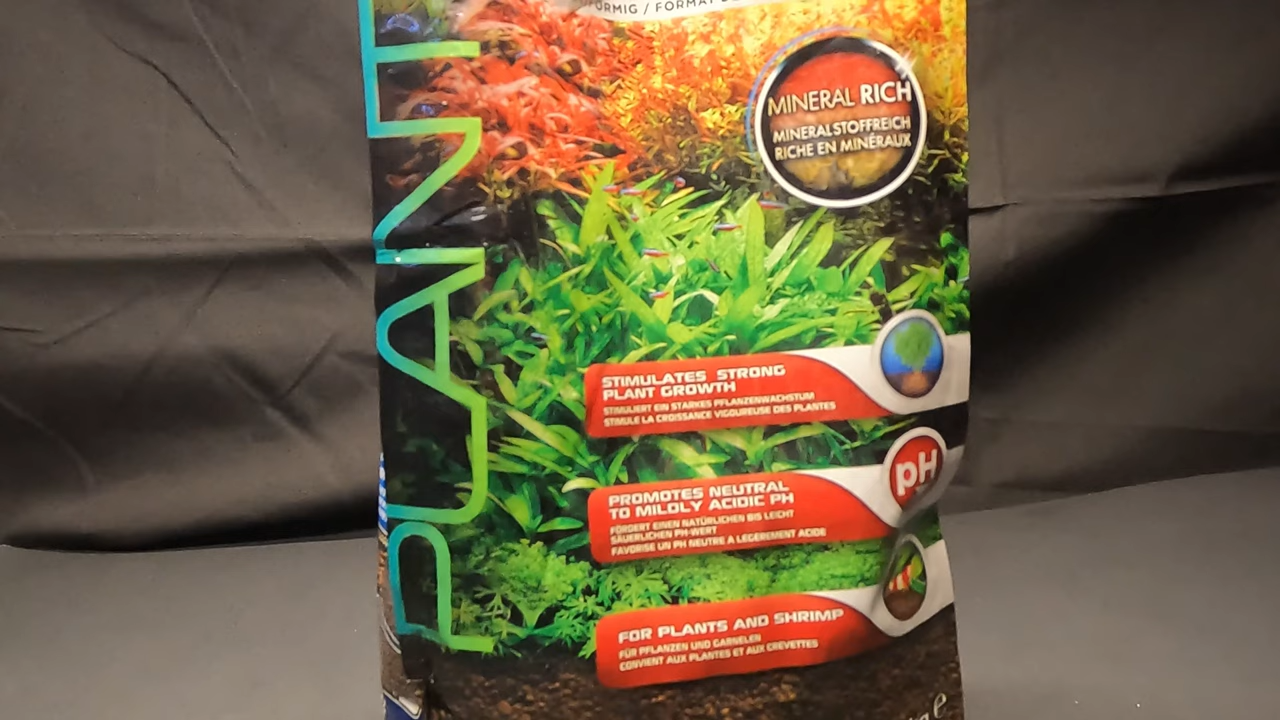 FORMAT
PLANT
MINERAL RICH
MINERALSTOFFREICH
RICHE EN MINÉRAUX
STIMULATES STRONG
PLANT GROWTH
STIMULIERT EIN STARKES PFLANZENWACHSTUM
STIMULE LA CROISSANCE VIGOUREUSE DES PLANTES
pH
PROMOTES NEUTRAL
TO MILDLY ACIDIC PH
FÖRDERT EINEN NATÜRLICHEN BIS LEICHT
SÄUERLICHEN PH-WERT
FAVORISE UN PH NEUTRE A LEGEREMENT ACIDE
FOR PLANTS AND SHRIMP
FÜR PFLANZEN UND GARNELEN
CONVIENT AUX PLANTES ET AUX CREVETTES